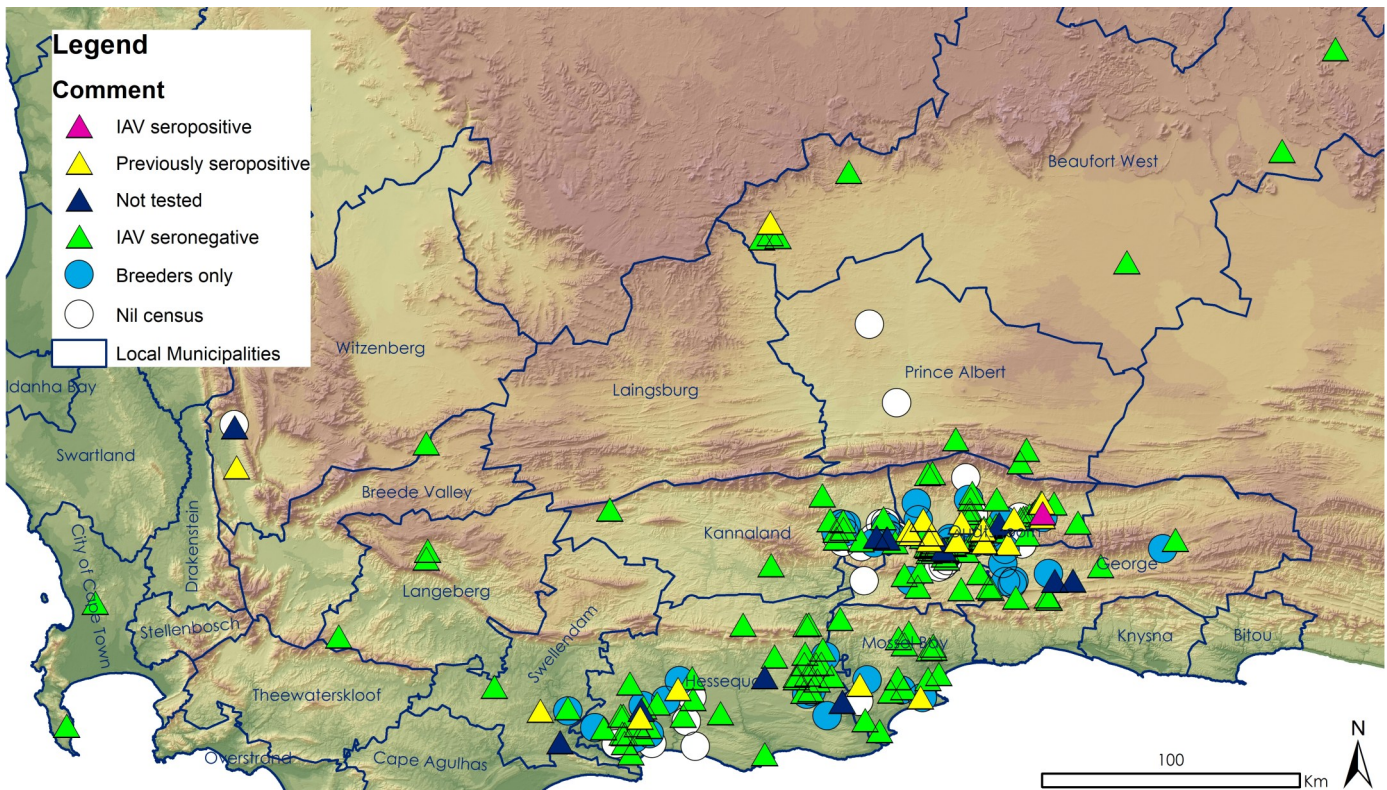 Legend
Comment
IAV seropositive
Previously seropositive
Not tested
IAV seronegative
Breeders only
Nil census
Local Municipalities
Beaufort West
Witzenberg
Laingsburg
Prince Albert
ldanha Bay
Swartland
Breede Valley
Kannaland
Drakenstein
City of Cape Town
George
Langeberg
Stellenbosch
Swellendam
Mossel Bay
Knysna
Bitou
Theewaterskloof
Hessequa
Overstrand
Cape Agulhas
N
100
Km